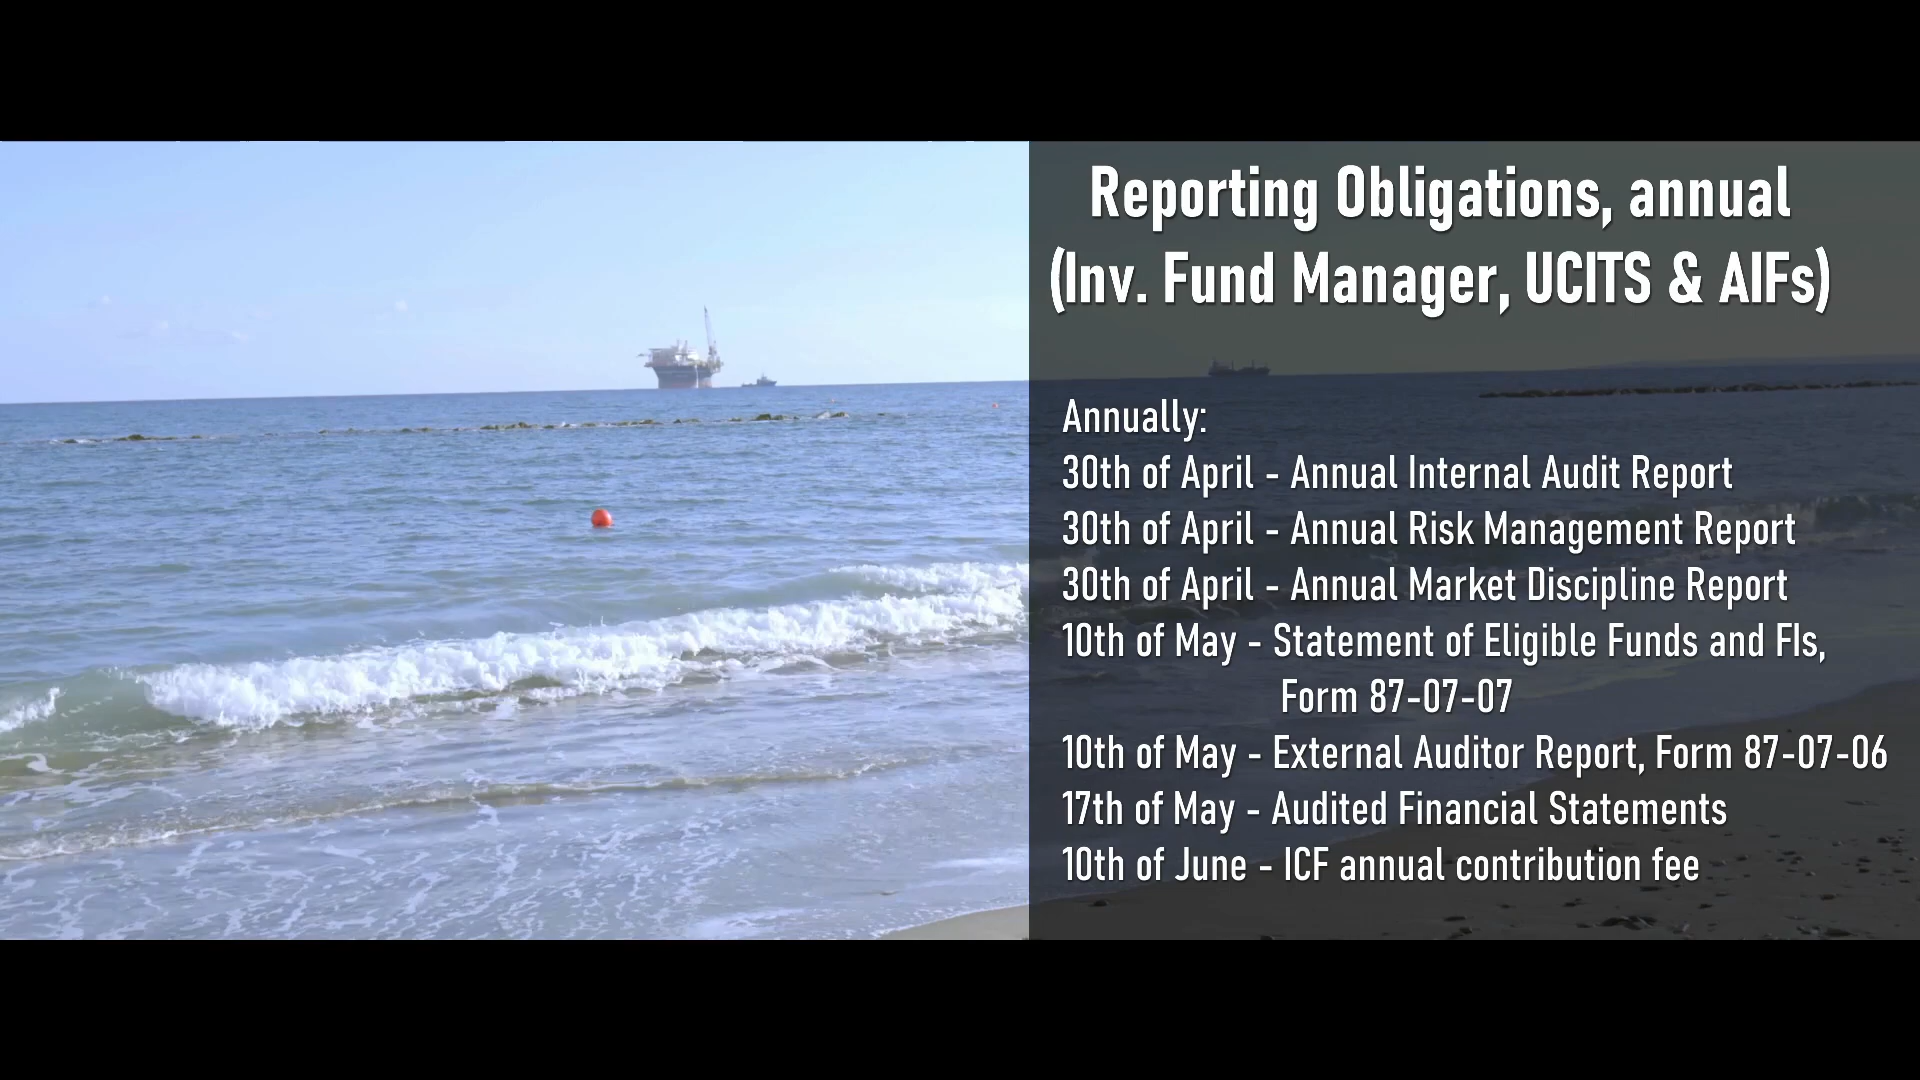 Reporting Obligations, annual
(Inv. Fund Manager, UCITS & AIFs)
Annually:
30th of April - Annual Internal Audit Report
30th of April - Annual Risk Management Report
30th of April - Annual Market Discipline Report
10th of May - Statement of Eligible Funds and FIs,
Form 87-07-07
10th of May - External Auditor Report, Form 87-07-06
17th of May - Audited Financial Statements
10th of June - ICF annual contribution fee